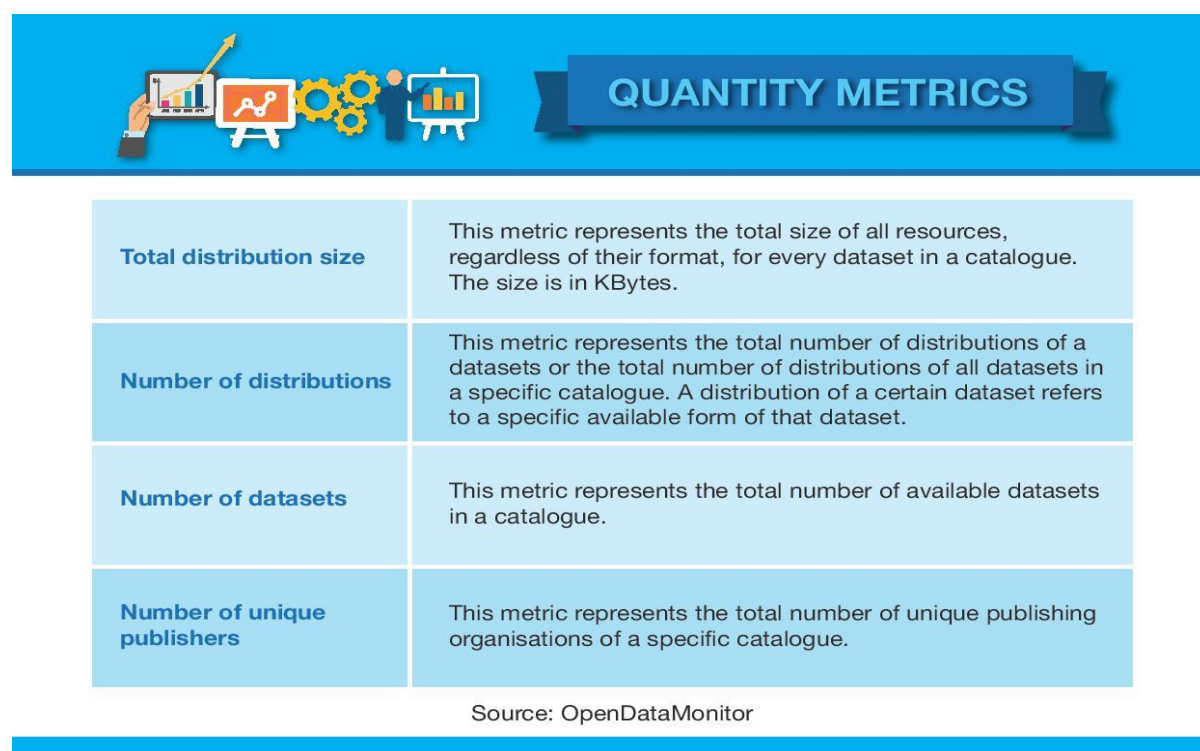 QUANTITY METRICS
Total distribution size
This metric represents the total size of all resources,
regardless of their format, for every dataset in a catalogue.
The size is in KBytes.
Number of distributions
This metric represents the total number of distributions of a
datasets or the total number of distributions of all datasets in
a specific catalogue. A distribution of a certain dataset refers
to a specific available form of that dataset.
Number of datasets
This metric represents the total number of available datasets
in a catalogue.
Number of unique
publishers
This metric represents the total number of unique publishing
organisations of a specific catalogue.
Source: OpenDataMonitor